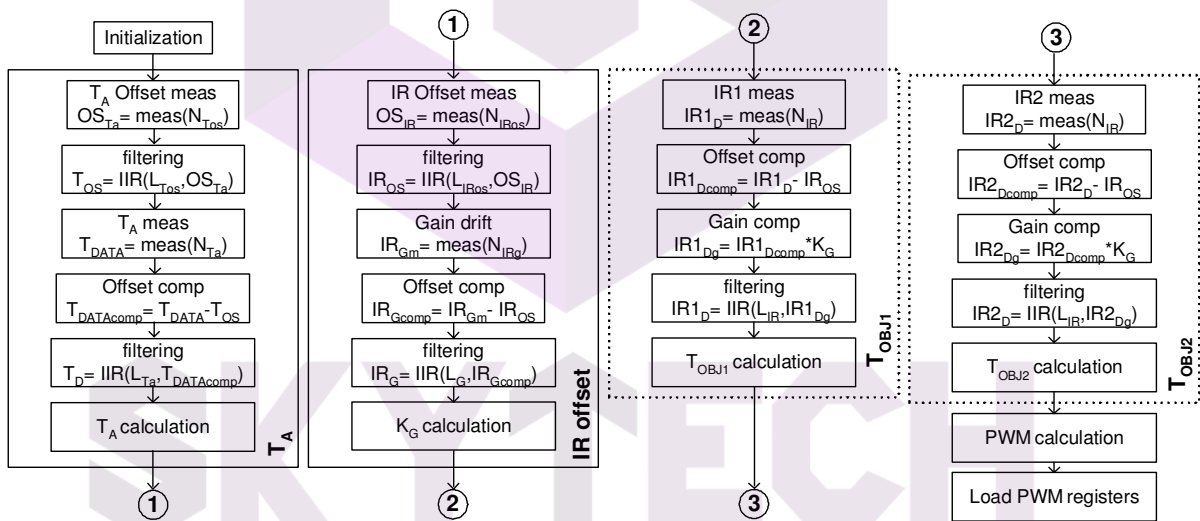 Initialization
T_A Offset meas
OS_Ta= meas(N_Tos)
filtering
T_OS= IIR(L_Tos,OS_Ta)
T_A meas
T_DATA= meas(N_Ta)
Offset comp
T_DATAcomp= T_DATA-T_OS
filtering
T_D= IIR(L_Ta,T_DATAcomp)
T_A calculation
T_A
1
1
IR Offset meas
OS_IR= meas(N_IRos)
filtering
IR_OS= IIR(L_IRos,OS_IR)
Gain drift
IR_Gm= meas(N_IRg)
Offset comp
IR_Gcomp= IR_Gm- IR_OS
filtering
IR_G= IIR(L_G,IR_Gcomp)
K_G calculation
IR offset
2
2
IR1 meas
IR1_D= meas(N_IR)
Offset comp
IR1_Dcomp= IR1_D- IR_OS
Gain comp
IR1_Dg= IR1_Dcomp*K_G
filtering
IR1_D= IIR(L_IR,IR1_Dg)
T_OBJ1 calculation
T_OBJ1
3
3
IR2 meas
IR2_D= meas(N_IR)
Offset comp
IR2_Dcomp= IR2_D- IR_OS
Gain comp
IR2_Dg= IR2_Dcomp*K_G
filtering
IR2_D= IIR(L_IR,IR2_Dg)
T_OBJ2 calculation
T_OBJ2
PWM calculation
Load PWM registers
SKYTECH